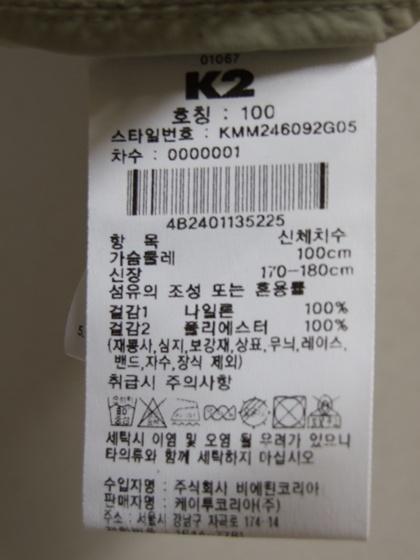 01067
K2
호칭 : 100
스타일번호 : KMM246092G05
차수 : 0000001
4B2401135225
항 목 신체치수
가슴둘레 100cm
신장 170-180cm
섬유의 조성 또는 혼용률
겉감1 나일론 100%
겉감2 폴리에스터 100%
(재봉사,심지,보강재,상표,무늬,레이스,
밴드,자수,장식 제외)
취급시 주의사항
세탁시 이염 및 오염 될 우려가 있으니
타의류와 함께 세탁하지 마십시오
수입자명 : 주식회사 비에틴코리아
판매자명 : 케이투코리아(주)
주소 : 서울시 강남구 자곡로 174-14